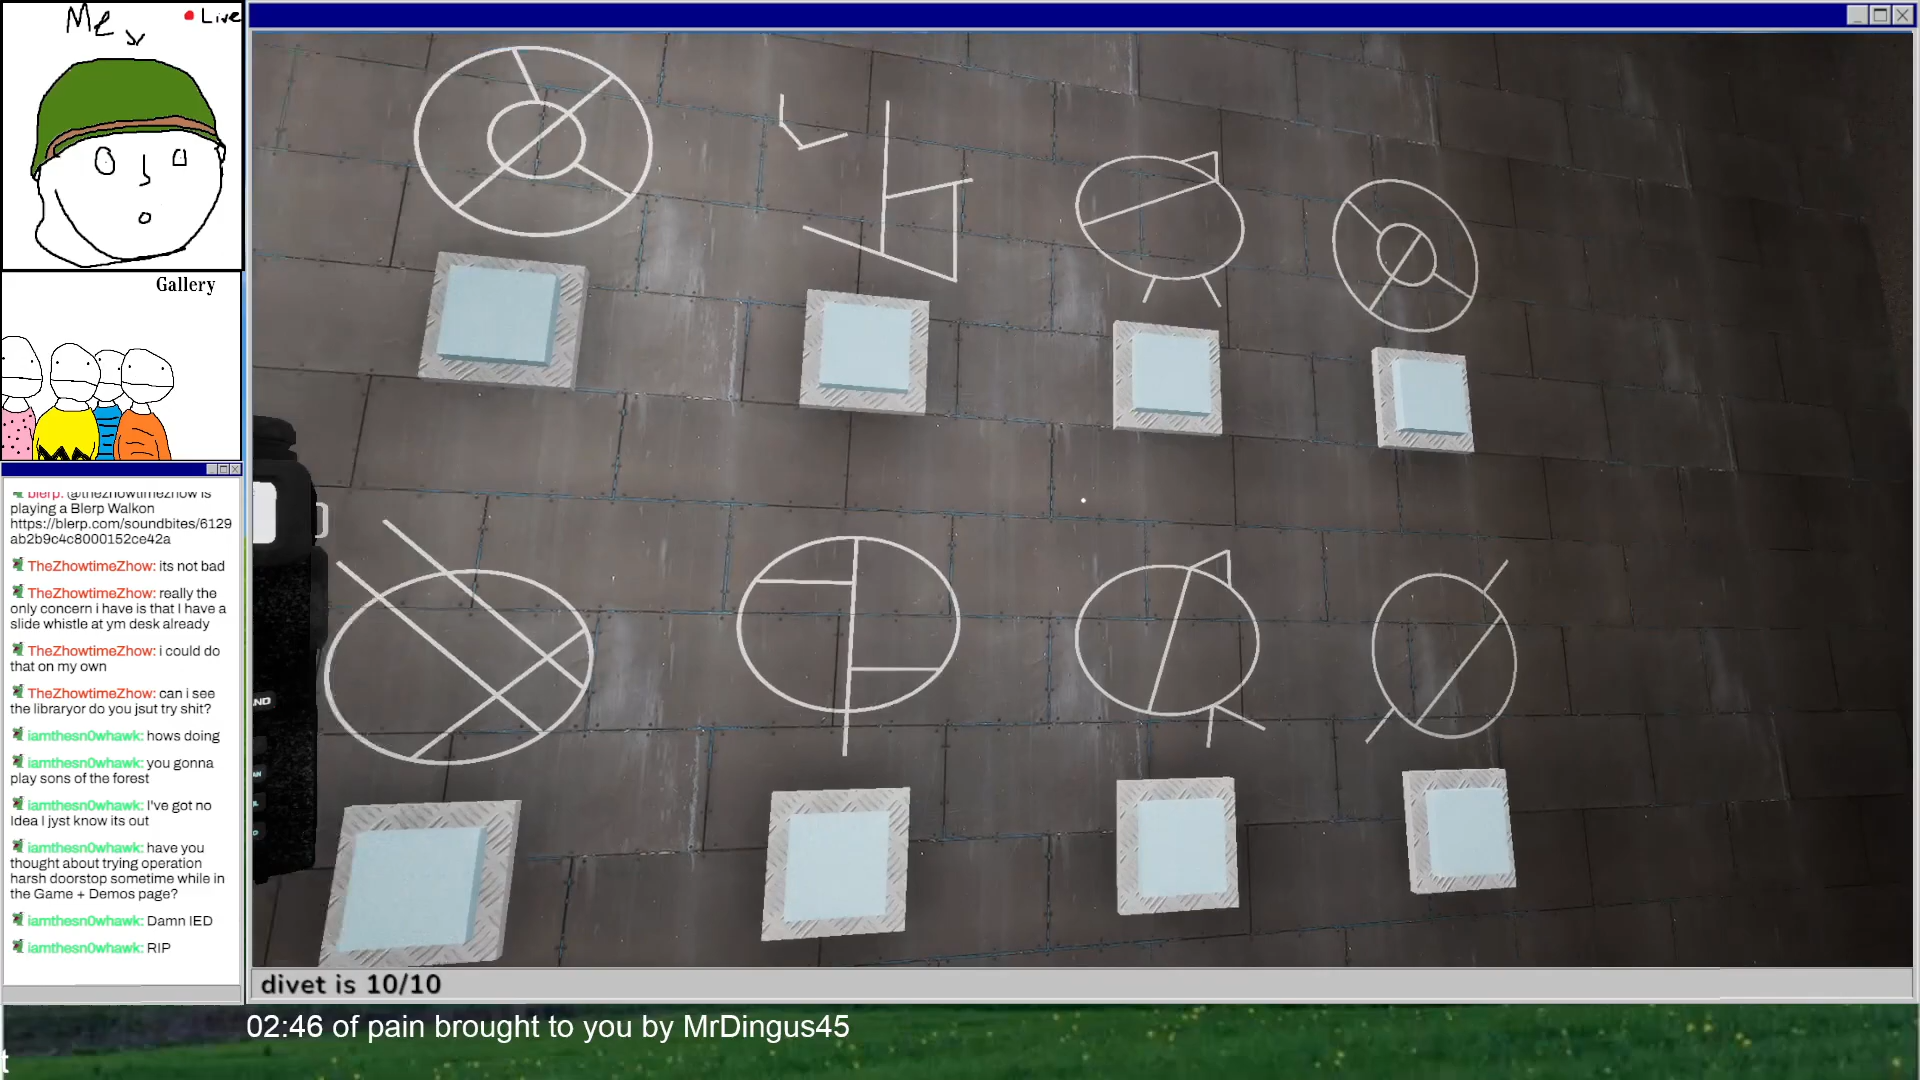 Me
Live
Gallery
blerp: @thezhowtimezhow is
playing a Blerp Walkon
https://blerp.com/soundbites/6129
ab2b9c4c8000152ce42a
TheZhowtimeZhow: its not bad
TheZhowtimeZhow: really the
only concern i have is that I have a
slide whistle at ym desk already
TheZhowtimeZhow: i could do
that on my own
TheZhowtimeZhow: can i see
the libraryor do you jsut try shit?
iamthesn0whawk: hows doing
iamthesn0whawk: you gonna
play sons of the forest
iamthesn0whawk: I've got no
Idea I jyst know its out
iamthesn0whawk: have you
thought about trying operation
harsh doorstop sometime while in
the Game + Demos page?
iamthesn0whawk: Damn IED
iamthesn0whawk: RIP
divet is 10/10
02:46 of pain brought to you by MrDingus45
t